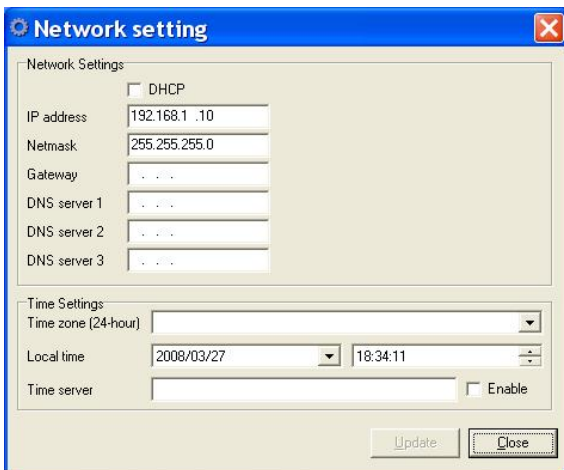 Network setting
Network Settings
DHCP
IP address 192.168.1 .10
Netmask 255.255.255.0
Gateway . . .
DNS server 1 . . .
DNS server 2 . . .
DNS server 3 . . .
Time Settings
Time zone (24-hour)
Local time 2008/03/27 18:34:11
Time server Enable
Update Close